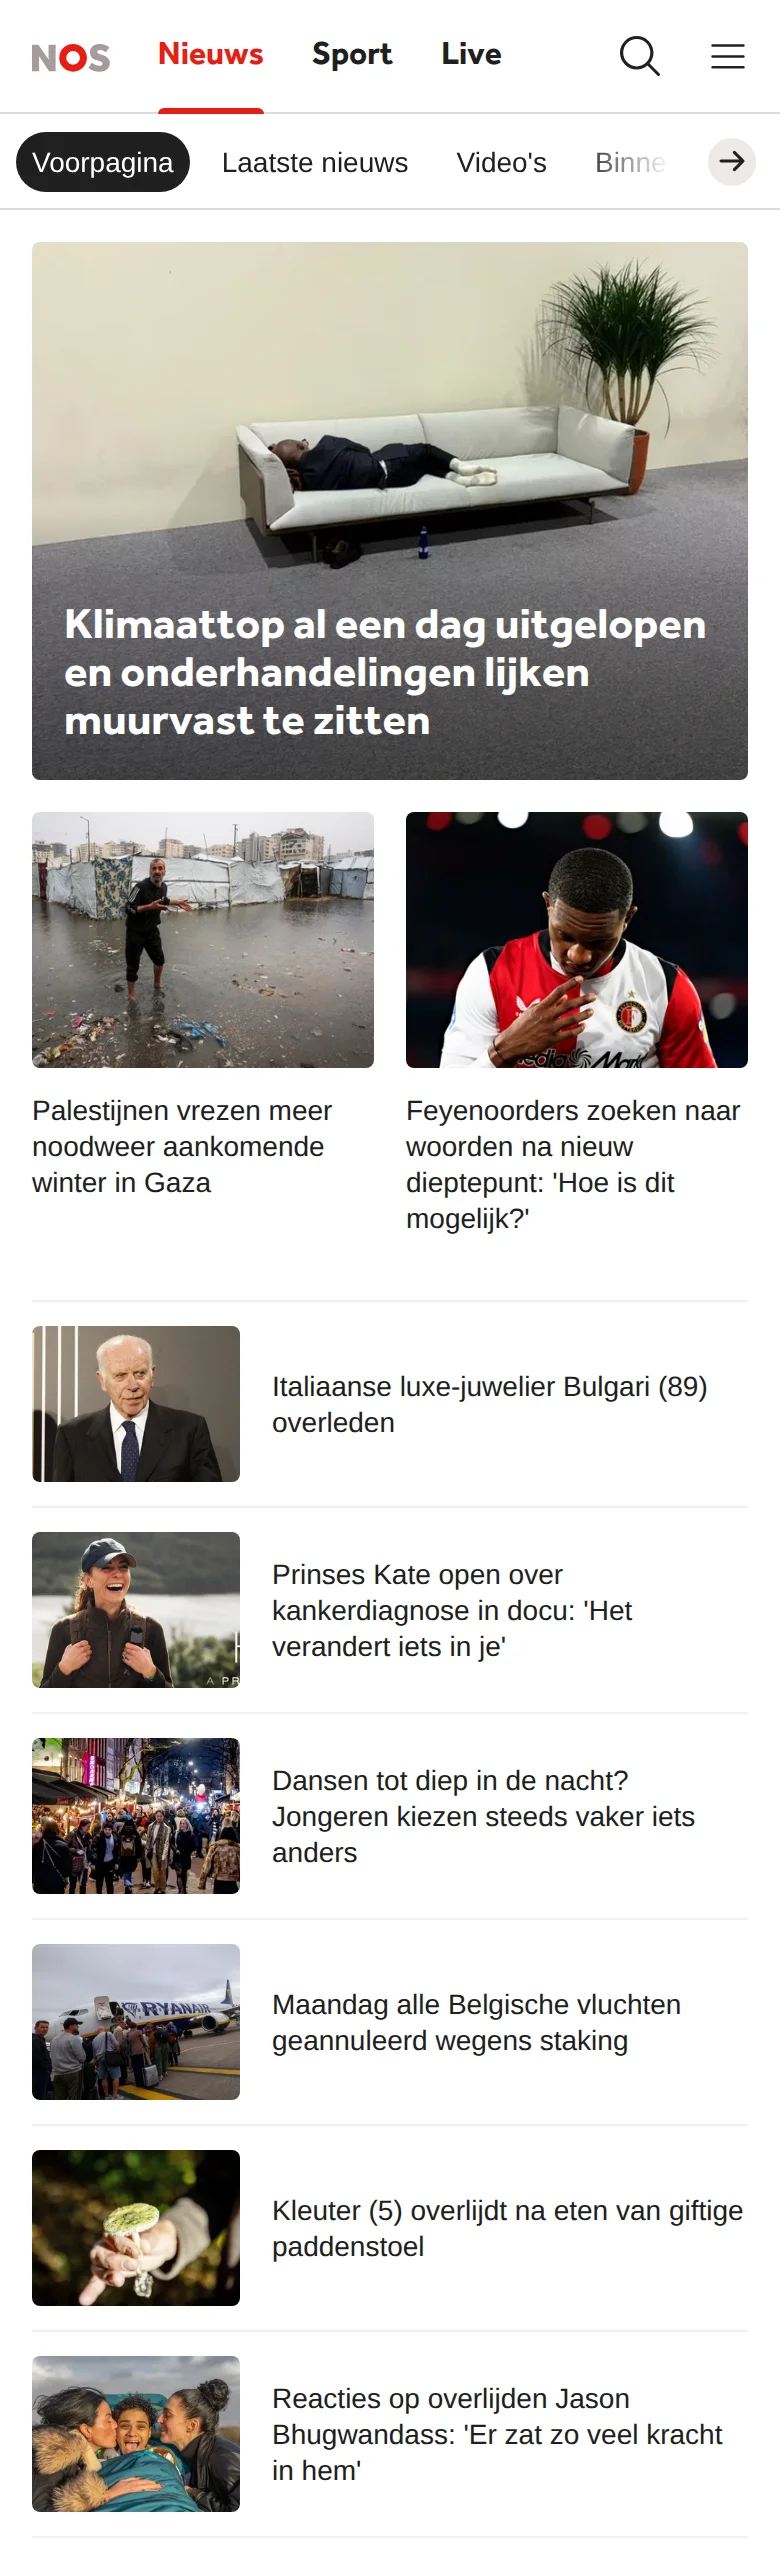 NOS Nieuws Sport Live
Voorpagina Laatste nieuws Video's Binne
Klimaattop al een dag uitgelopen
en onderhandelingen lijken
muurvast te zitten
Palestijnen vrezen meer
noodweer aankomende
winter in Gaza
Feyenoorders zoeken naar
woorden na nieuw
dieptepunt: 'Hoe is dit
mogelijk?'
Italiaanse luxe-juwelier Bulgari (89)
overleden
A PR
Prinses Kate open over
kankerdiagnose in docu: 'Het
verandert iets in je'
Dansen tot diep in de nacht?
Jongeren kiezen steeds vaker iets
anders
RYANAIR
Maandag alle Belgische vluchten
geannuleerd wegens staking
Kleuter (5) overlijdt na eten van giftige
paddenstoel
Reacties op overlijden Jason
Bhugwandass: 'Er zat zo veel kracht
in hem'